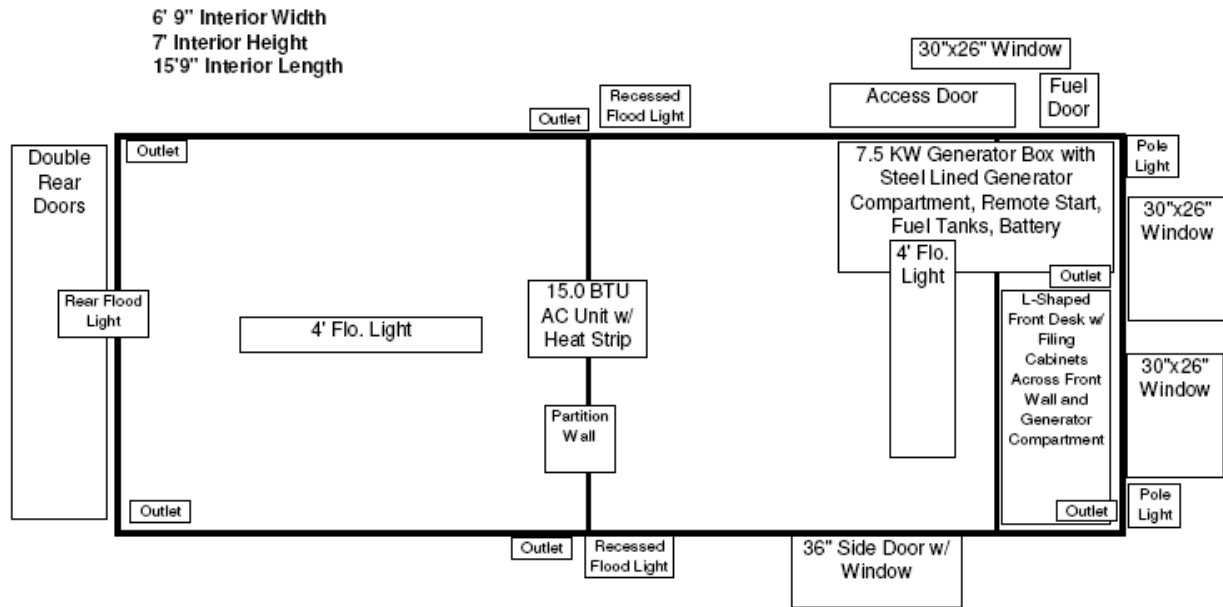 6' 9" Interior Width
7' Interior Height
15'9" Interior Length
30"x26" Window
Access Door
Fuel
Door
Recessed
Flood Light
Outlet
Double
Rear
Doors
Outlet
7.5 KW Generator Box with
Steel Lined Generator
Compartment, Remote Start,
Fuel Tanks, Battery
Pole
Light
30"x26"
Window
4' Flo.
Light
Outlet
Rear Flood
Light
4' Flo. Light
15.0 BTU
AC Unit w/
Heat Strip
L-Shaped
Front Desk w/
Filing
Cabinets
Across Front
Wall and
Generator
Compartment
30"x26"
Window
Partition
Wall
Outlet
Outlet
Pole
Light
Outlet
Recessed
Flood Light
36" Side Door w/
Window